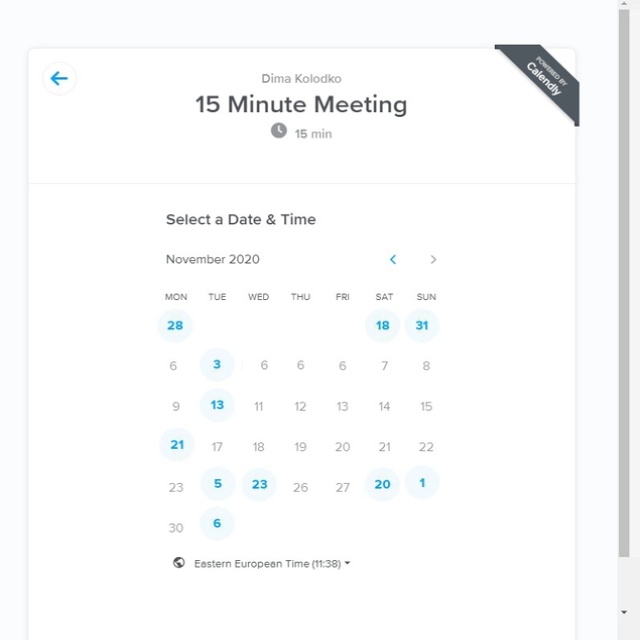 Dima Kolodko
POWERED BY
Calendly
15 Minute Meeting
15 min
Select a Date & Time
November 2020
MON TUE WED THU FRI SAT SUN
28 18 31
6 3 6 6 6 7 8
9 13 11 12 13 14 15
21 17 18 19 20 21 22
23 5 23 26 27 20 1
30 6
Eastern European Time (11:38)